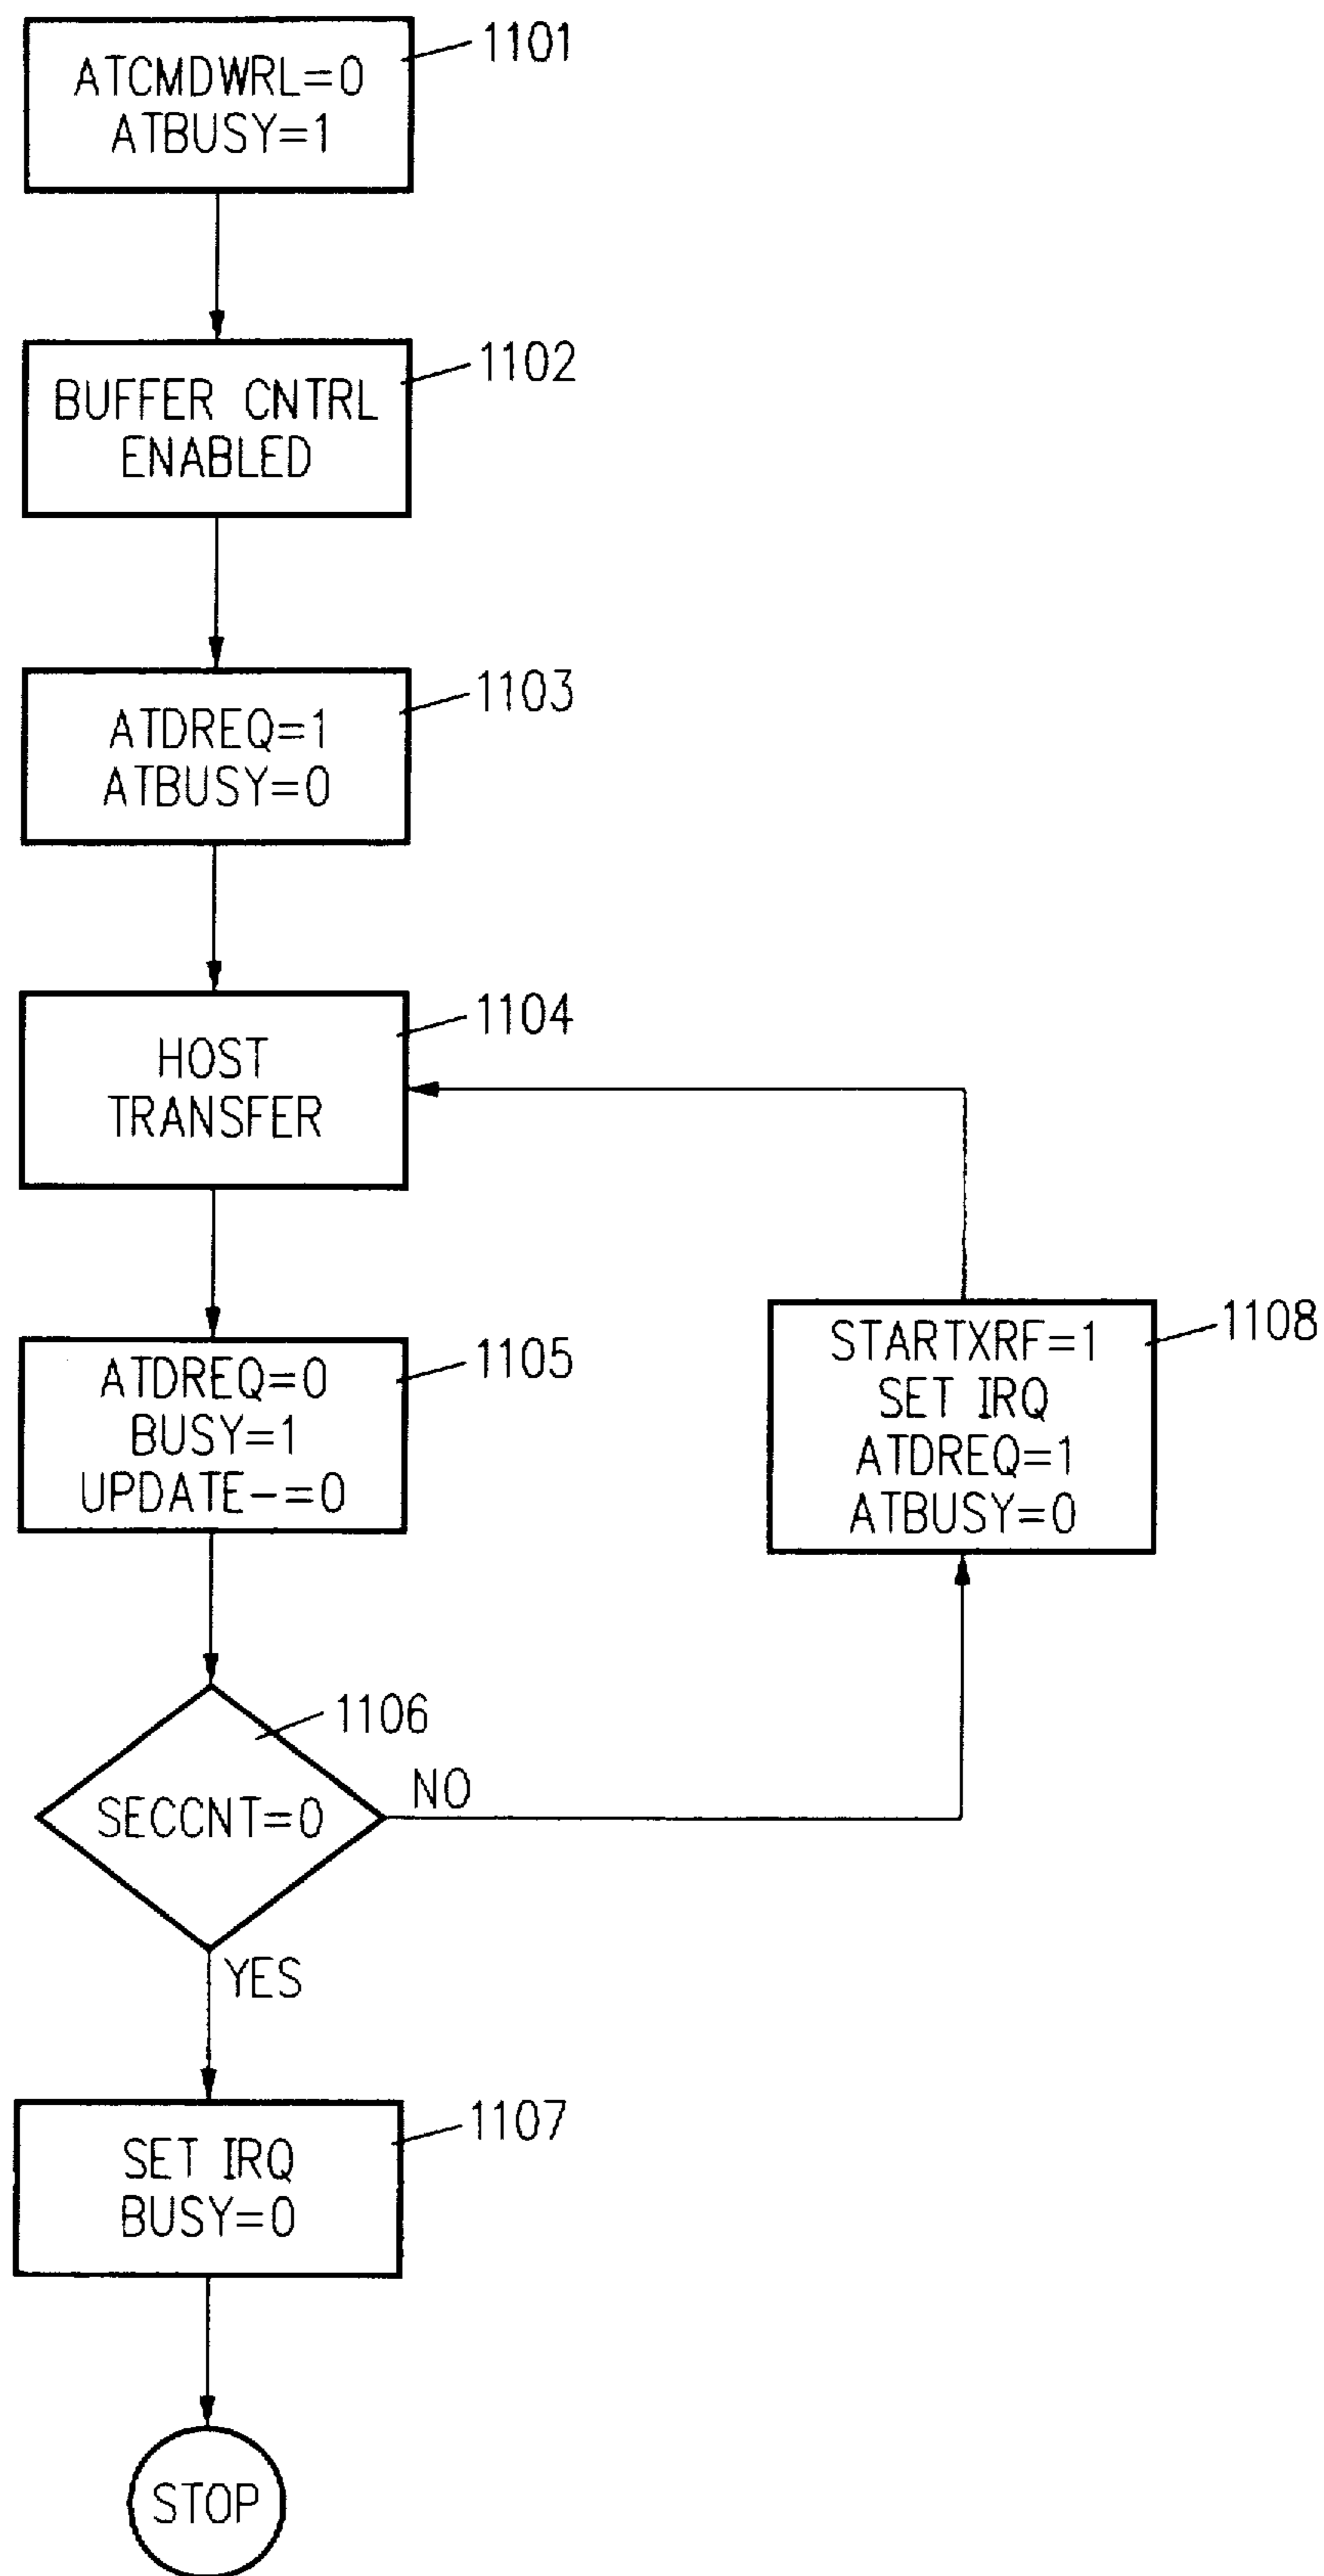 1101
ATCMDWRL=0
ATBUSY=1
1102
BUFFER CNTRL
ENABLED
1103
ATDREQ=1
ATBUSY=0
1104
HOST
TRANSFER
1105
ATDREQ=0
BUSY=1
UPDATE-=0
1108
STARTXRF=1
SET IRQ
ATDREQ=1
ATBUSY=0
1106
SECCNT=0
NO
YES
1107
SET IRQ
BUSY=0
STOP